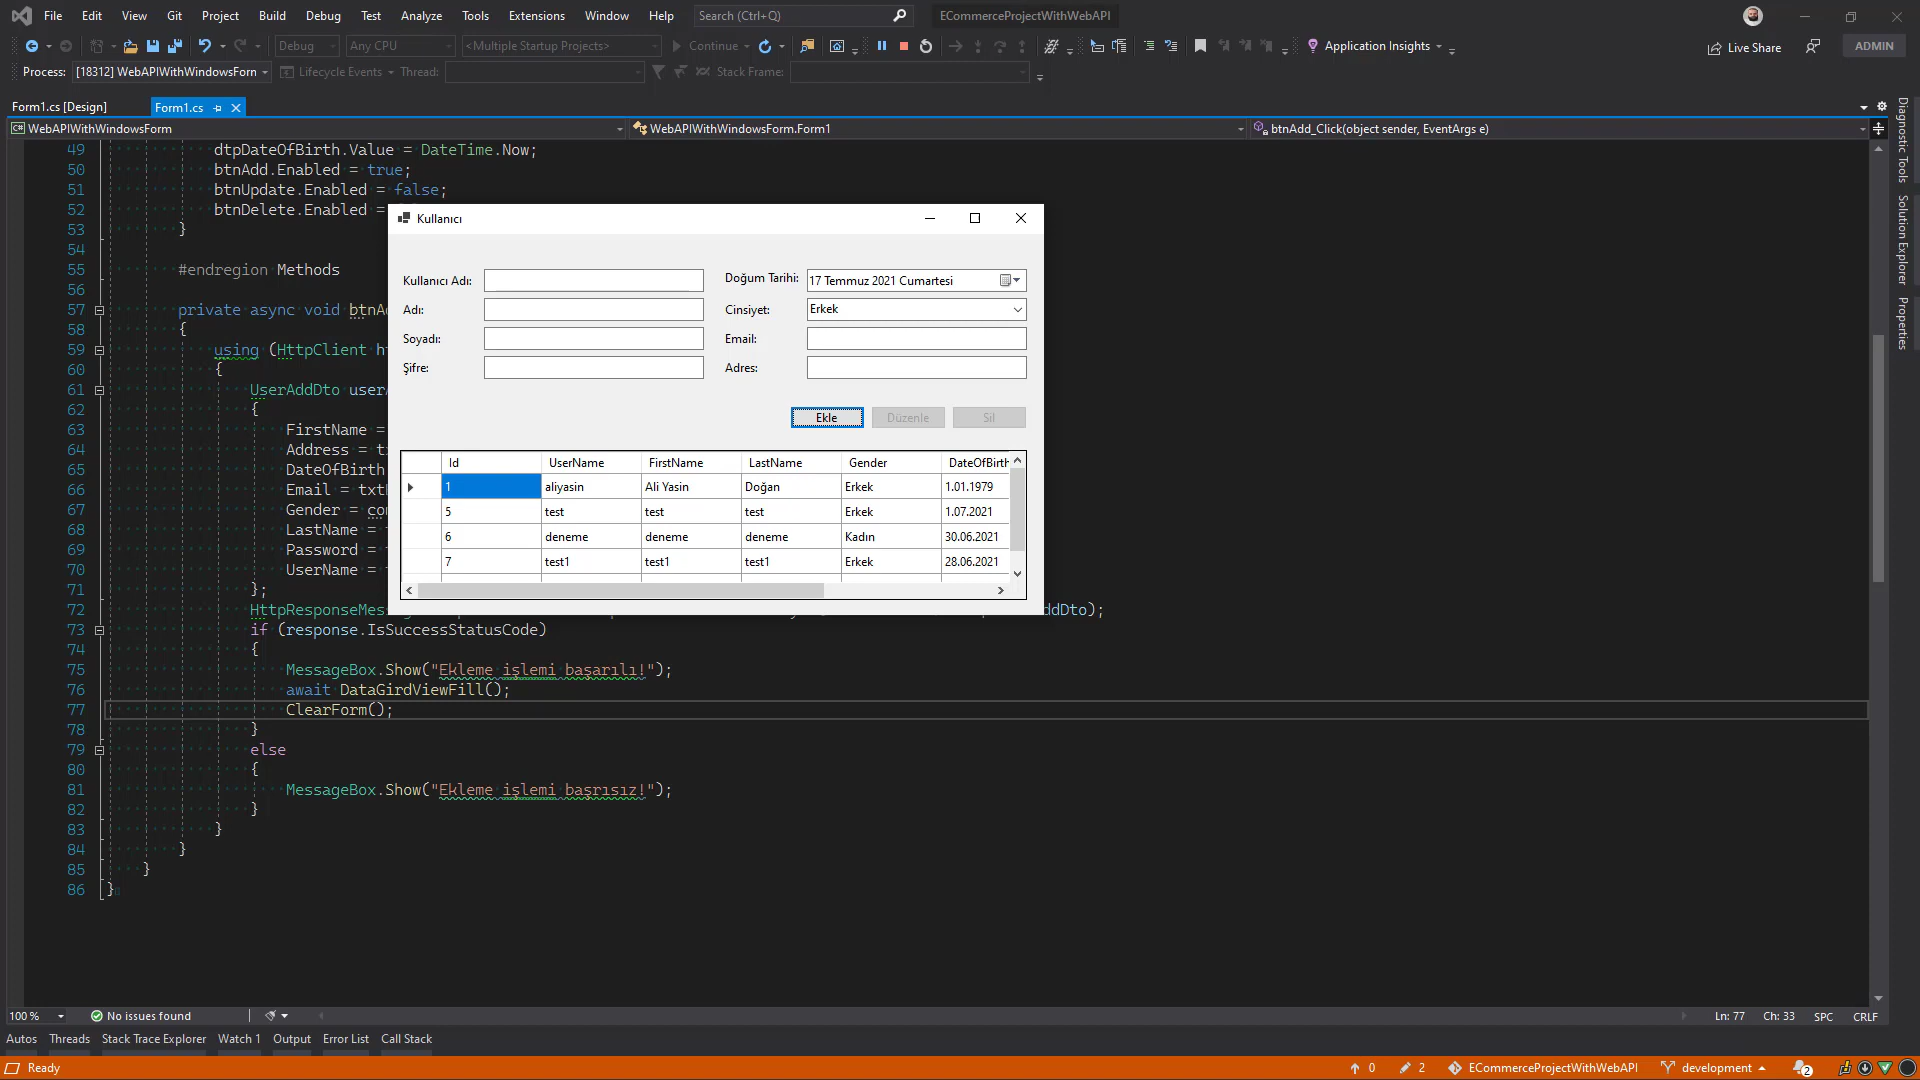 File Edit View Git Project Build Debug Test Analyze Tools Extensions Window Help Search (Ctrl+Q) ECommerceProjectWithWebAPI
Debug Any CPU <Multiple Startup Projects> Continue Application Insights Live Share ADMIN
Process: [18312] WebAPIWithWindowsForn Lifecycle Events Thread: Stack Frame:
Form1.cs [Design] Form1.cs
WebAPIWithWindowsForm WebAPIWithWindowsForm.Form1 btnAdd_Click(object sender, EventArgs e)
49 dtpDateOfBirth.Value = DateTime.Now;
50 btnAdd.Enabled = true;
51 btnUpdate.Enabled = false;
52 btnDelete.Enabled =
53 }
54
55 #endregion Methods
56
57 private async void btnA
58 {
59 using (HttpClient h
60 {
61 UserAddDto user
62 {
63 FirstName =
64 Address = t
65 DateOfBirth
66 Email = txt
67 Gender = co
68 LastName =
69 Password =
70 UserName =
71 };
72 HttpResponseMes ddDto);
73 if (response.IsSuccessStatusCode)
74 {
75 MessageBox.Show("Ekleme işlemi başarılı!");
76 await DataGirdViewFill();
77 ClearForm();
78 }
79 else
80 {
81 MessageBox.Show("Ekleme işlemi başrısız!");
82 }
83 }
84 }
85 }
86 }
Kullanıcı
Kullanıcı Adı: Doğum Tarihi: 17 Temmuz 2021 Cumartesi
Adı: Cinsiyet: Erkek
Soyadı: Email:
Şifre: Adres:
Ekle Düzenle Sil
Id UserName FirstName LastName Gender DateOfBirth
1 aliyasin Ali Yasin Doğan Erkek 1.01.1979
5 test test test Erkek 1.07.2021
6 deneme deneme deneme Kadın 30.06.2021
7 test1 test1 test1 Erkek 28.06.2021
Diagnostic Tools
Solution Explorer
Properties
100 % No issues found Ln: 77 Ch: 33 SPC CRLF
Autos Threads Stack Trace Explorer Watch 1 Output Error List Call Stack
Ready 0 2 ECommerceProjectWithWebAPI development 2